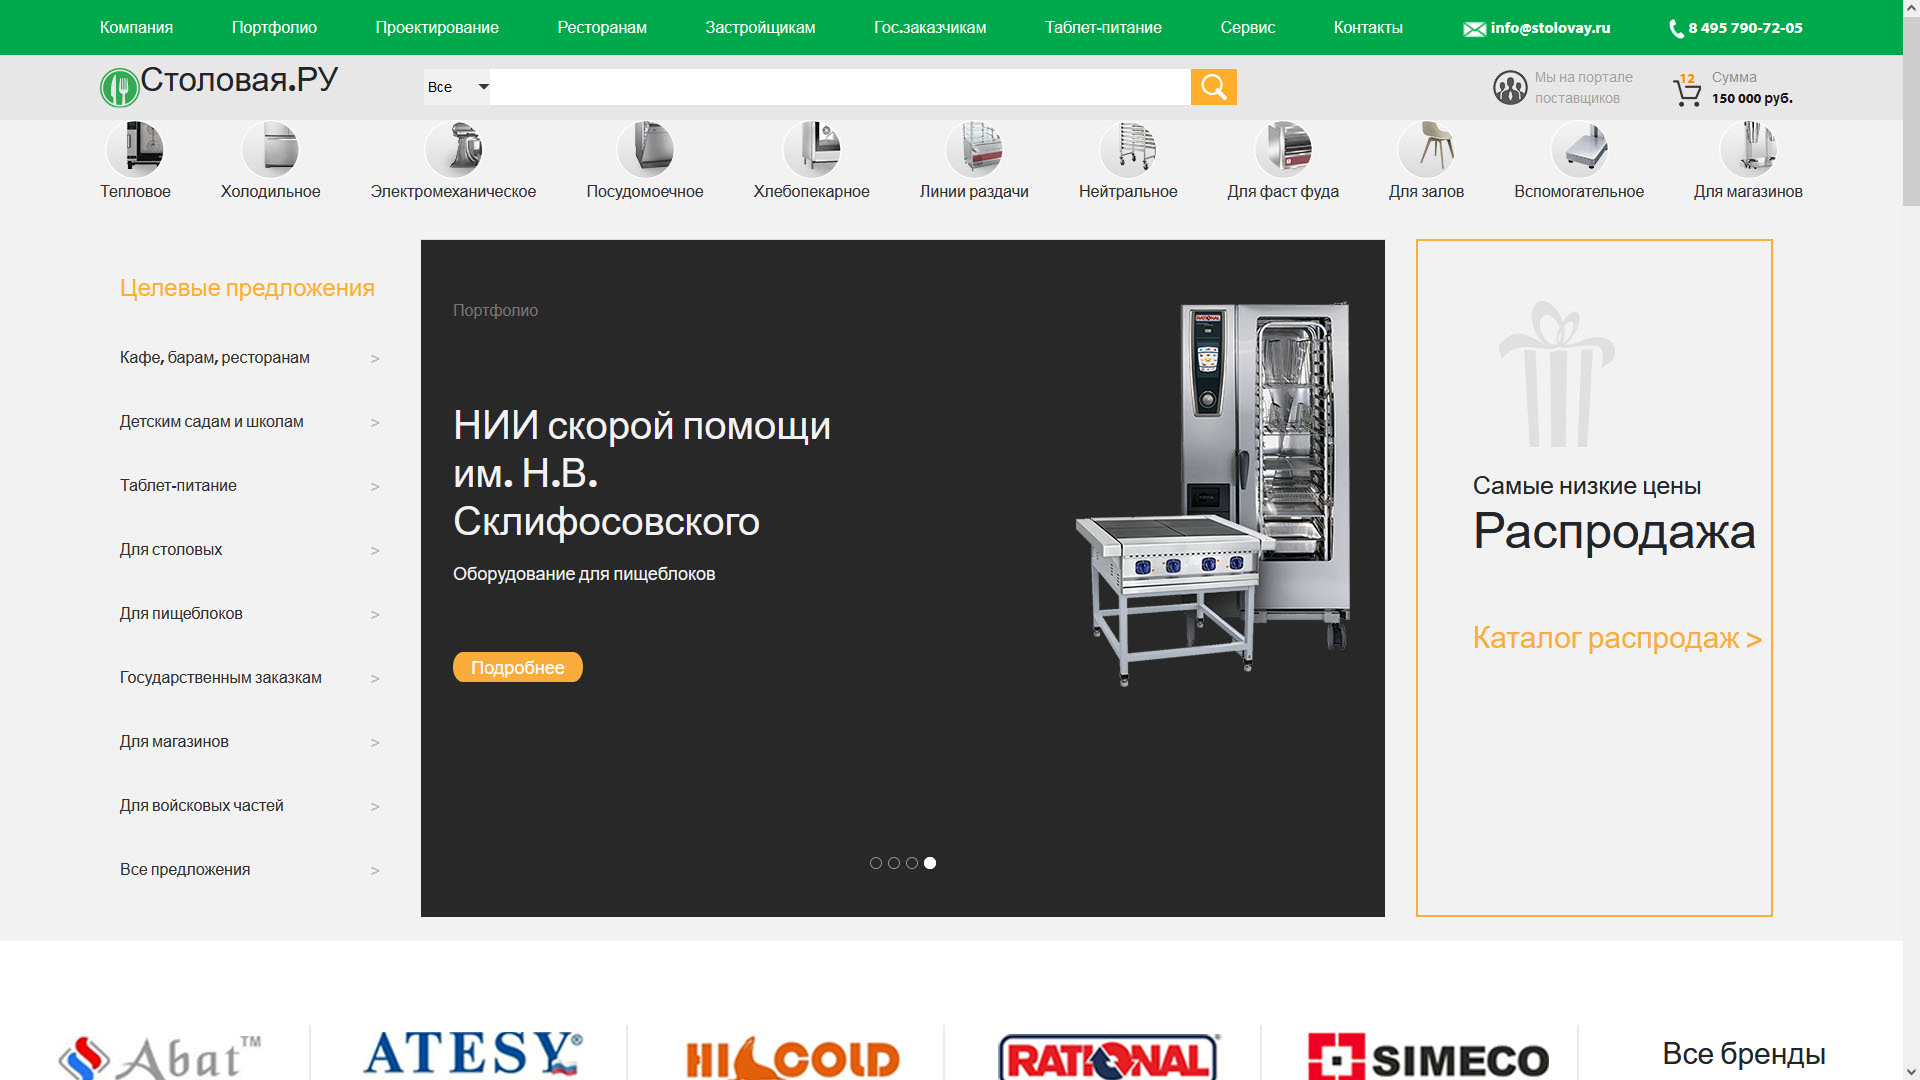 Компания Портфолио Проектирование Ресторанам Застройщикам Гос.заказчикам Таблет-питание Сервис Контакты info@stolovay.ru 8 495 790-72-05
Столовая.РУ
Все
Мы на портале
поставщиков
12
Сумма
150 000 руб.
Тепловое Холодильное Электромеханическое Посудомоечное Хлебопекарное Линии раздачи Нейтральное Для фаст фуда Для залов Вспомогательное Для магазинов
Целевые предложения
Кафе, барам, ресторанам >
Детским садам и школам >
Таблет-питание >
Для столовых >
Для пищеблоков >
Государственным заказкам >
Для магазинов >
Для войсковых частей >
Все предложения >
Портфолио
НИИ скорой помощи
им. Н.В.
Склифосовского
Оборудование для пищеблоков
Подробнее
RATIONAL
Самые низкие цены
Распродажа
Каталог распродаж >
Abat™
ATESY®
HICOLD
RATIONAL®
SIMECO
Все бренды